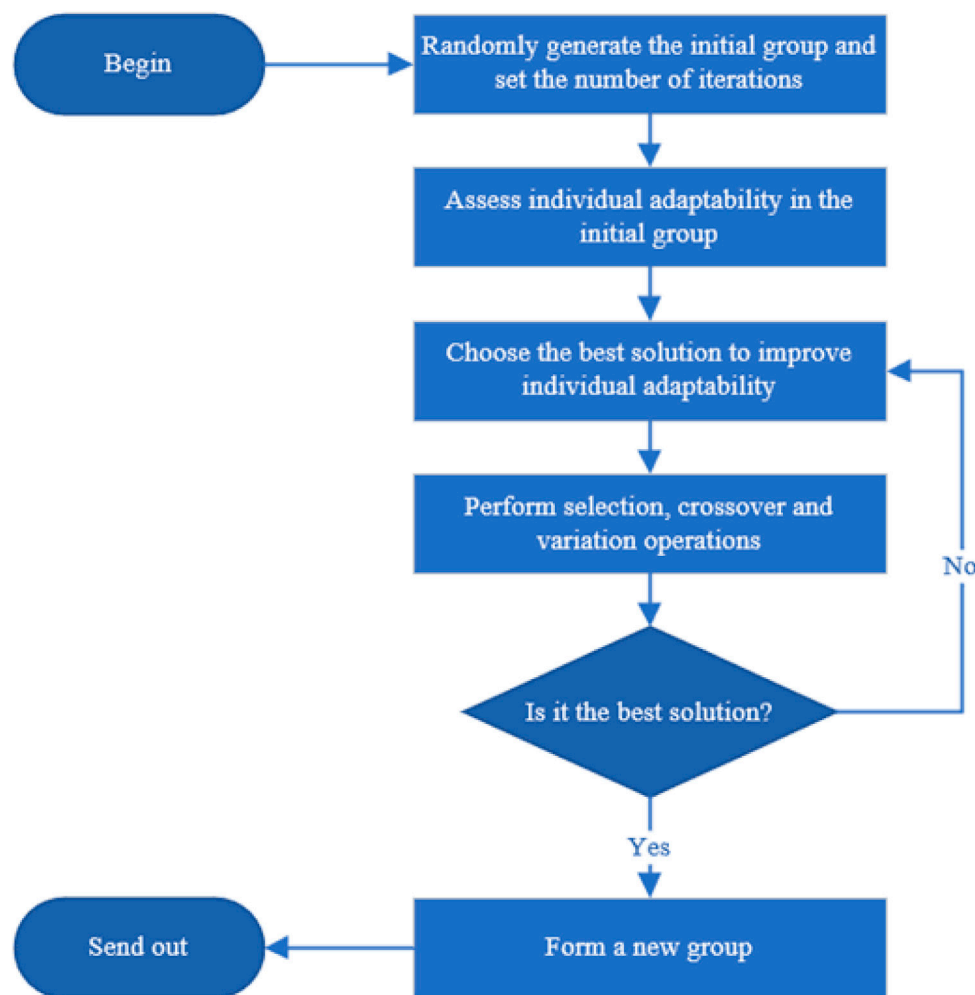 Begin
Randomly generate the initial group and
set the number of iterations
Assess individual adaptability in the
initial group
Choose the best solution to improve
individual adaptability
Perform selection, crossover and
variation operations
No
Is it the best solution?
Yes
Send out
Form a new group